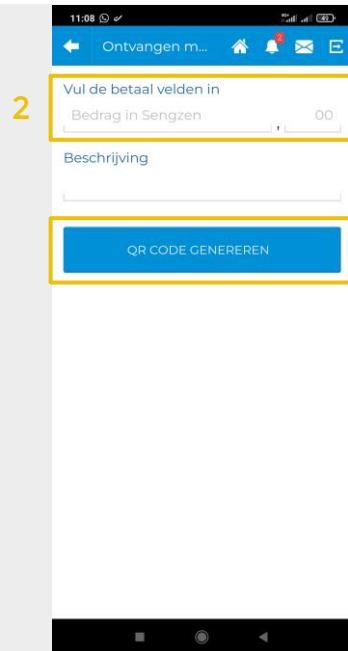 11:08
Ontvangen m...
2
2
Vul de betaal velden in
Bedrag in Sengzen , 00
Beschrijving
QR CODE GENEREREN